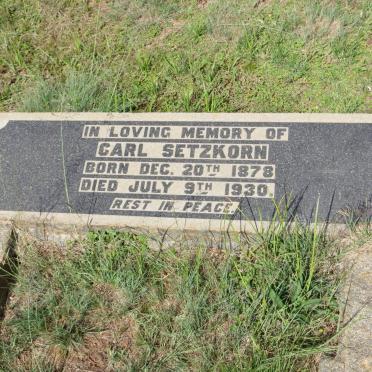 IN LOVING MEMORY OF
CARL SETZKORN
BORN DEC. 20TH 1878
DIED JULY 9TH 1930.
REST IN PEACE.